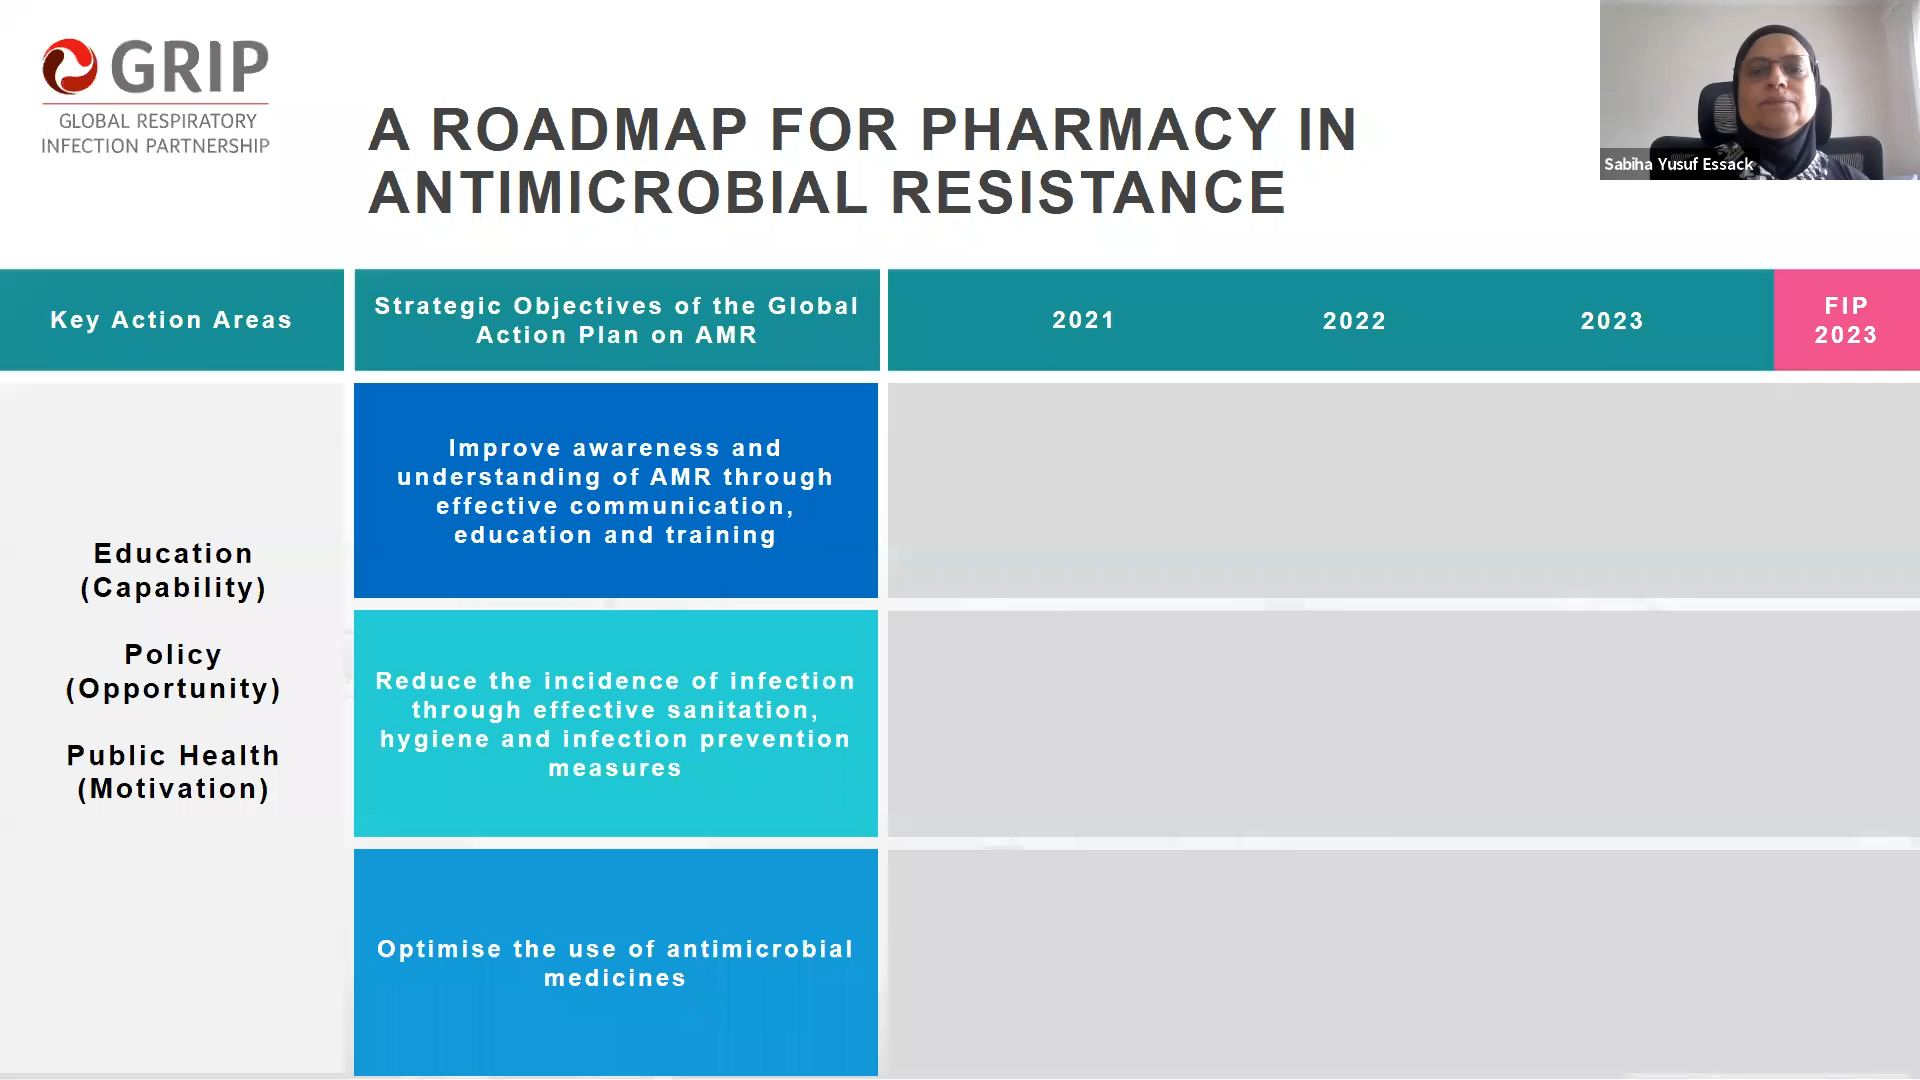 GRIP
GLOBAL RESPIRATORY
INFECTION PARTNERSHIP
A ROADMAP FOR PHARMACY IN
ANTIMICROBIAL RESISTANCE
Sabiha Yusuf Essack
Key Action Areas
Strategic Objectives of the Global
Action Plan on AMR
2021
2022
2023
FIP
2023
Education
(Capability)
Policy
(Opportunity)
Public Health
(Motivation)
Improve awareness and
understanding of AMR through
effective communication,
education and training
Reduce the incidence of infection
through effective sanitation,
hygiene and infection prevention
measures
Optimise the use of antimicrobial
medicines